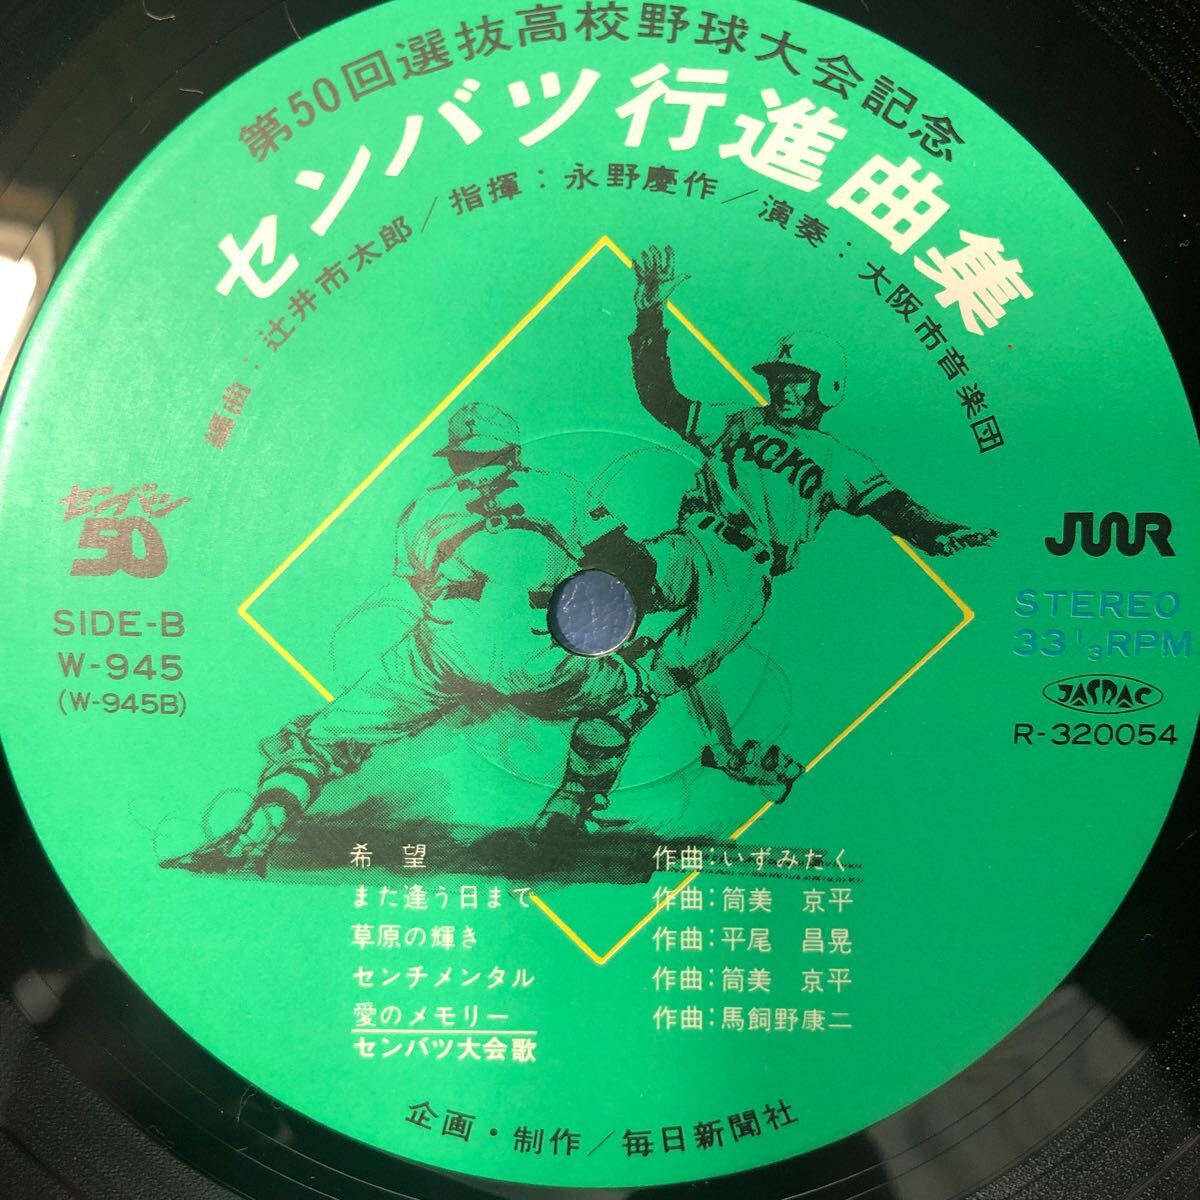 第50回選抜高校野球大会記念
センバツ行進曲集
編曲：辻井市太郎／指揮：永野慶作／演奏：大阪市音楽団
K
KOKO
センバツ
50
SIDE-B
W-945
(W-945B)
JWR
STEREO
33 1/3 RPM
JASRAC
R-320054
希望 作曲：いずみたく
また逢う日まで 作曲：筒美 京平
草原の輝き 作曲：平尾 昌晃
センチメンタル 作曲：筒美 京平
愛のメモリー 作曲：馬飼野康二
センバツ大会歌
企画・制作／毎日新聞社